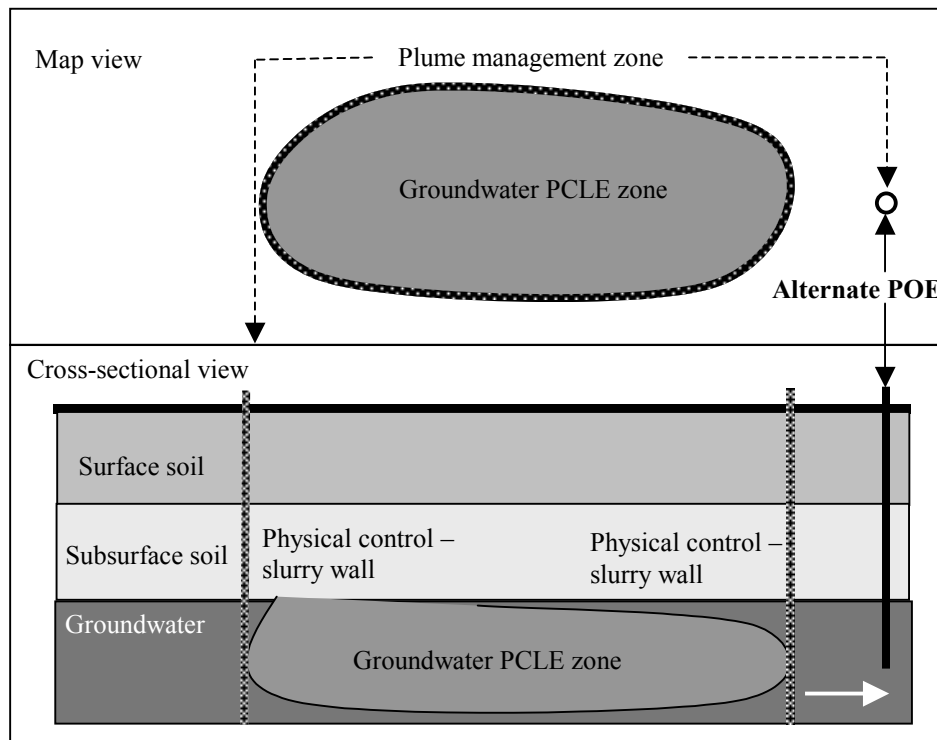 Map view
Plume management zone
Groundwater PCLE zone
Alternate POE
Cross-sectional view
Surface soil
Subsurface soil
Physical control –
slurry wall
Physical control –
slurry wall
Groundwater
Groundwater PCLE zone